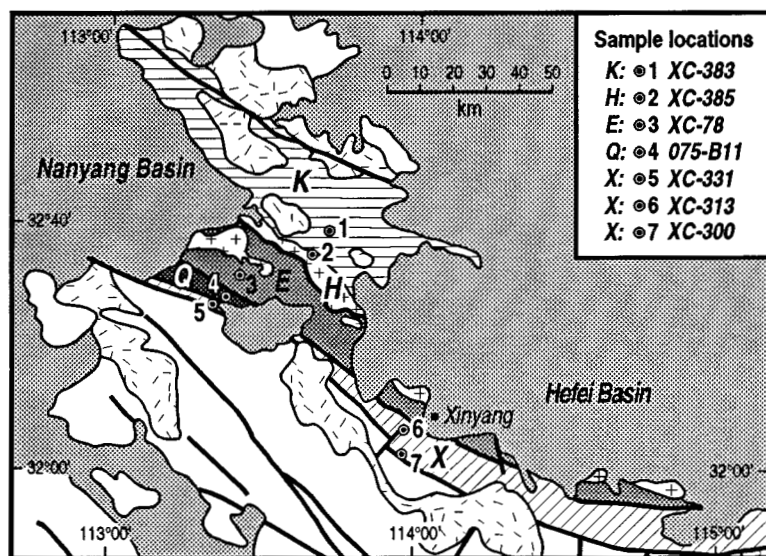 113°00'
114°00'
0 10 20 30 40 50
km
Sample locations
K: 1 XC-383
H: 2 XC-385
E: 3 XC-78
Q: 4 075-B11
X: 5 XC-331
X: 6 XC-313
X: 7 XC-300
Nanyang Basin
K
32°40'
1
2
Q
3
E
H
4
5
Hefei Basin
Xinyang
6
X
7
32°00'
32°00'
113°00'
114°00'
115°00'